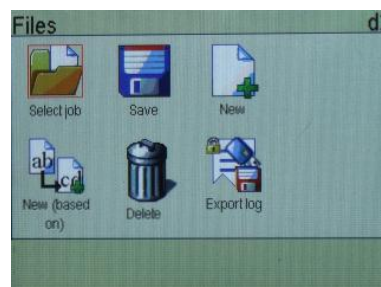 Files
d
Select job
Save
New
ab
cd
New (based
on)
Delete
Export log